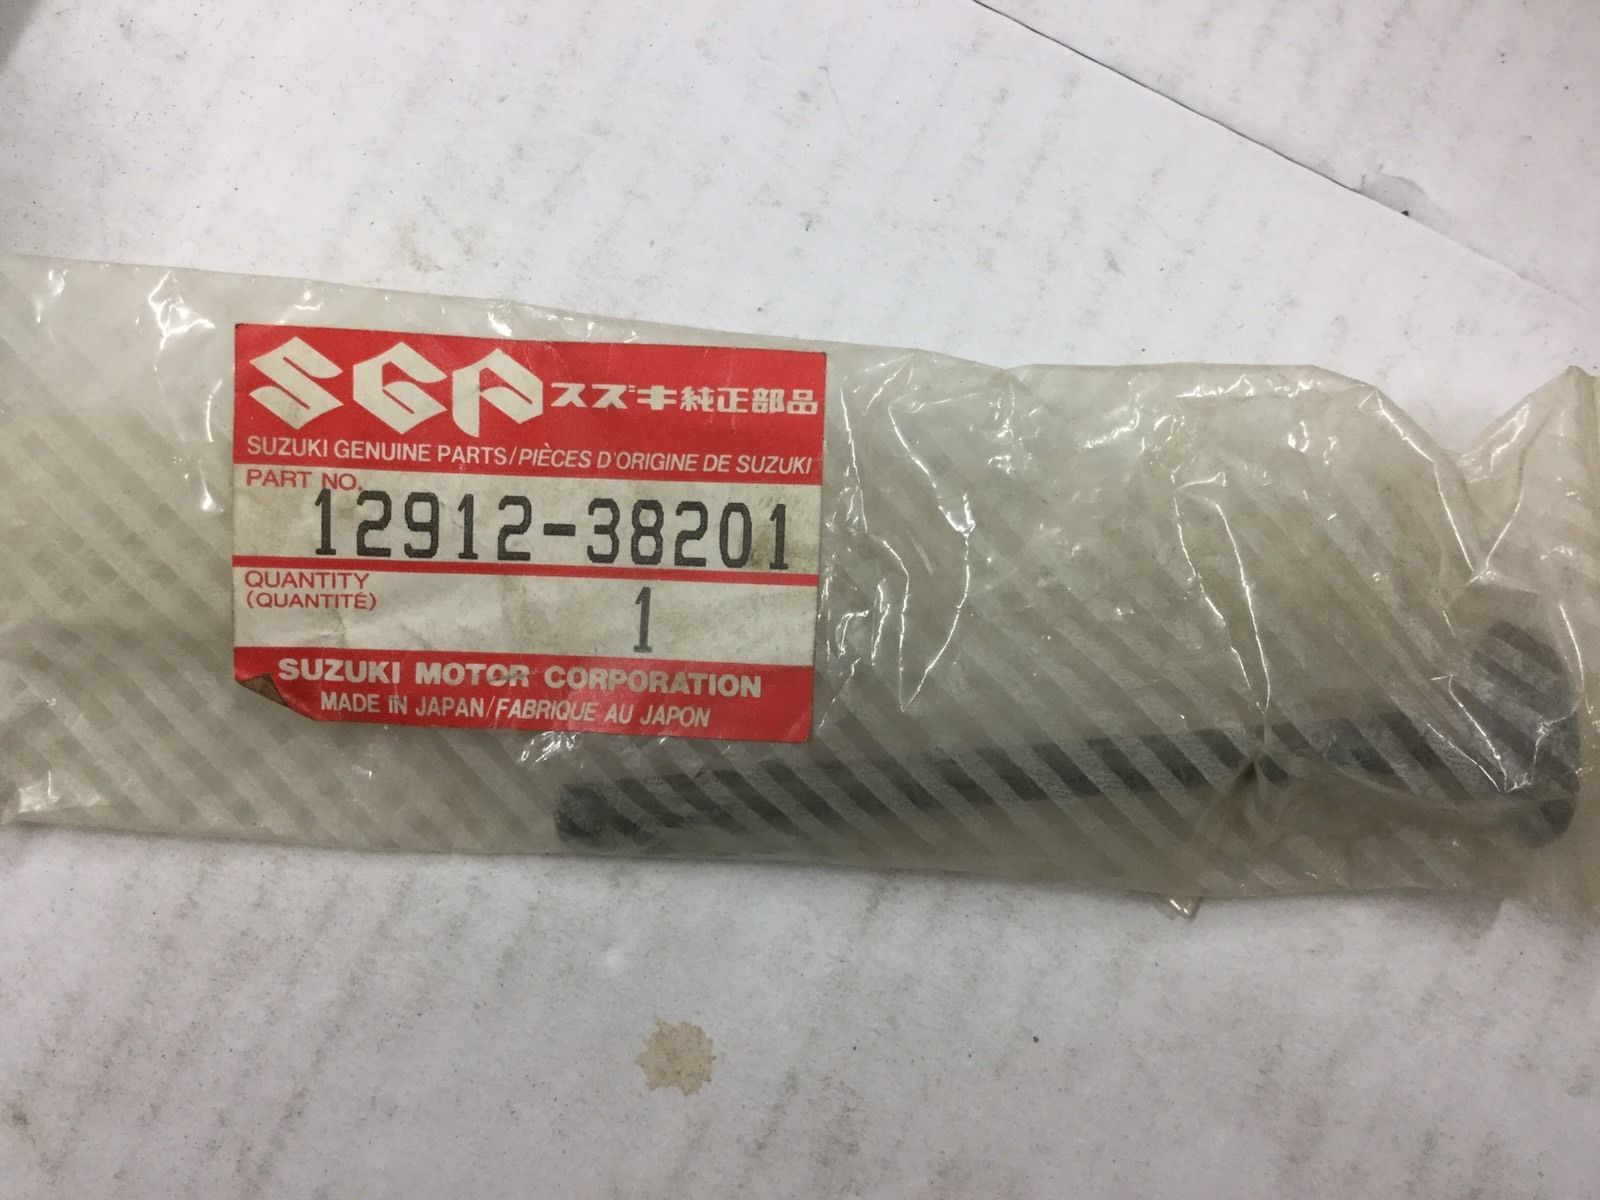 SGP スズキ純正部品
SUZUKI GENUINE PARTS/PIÈCES D'ORIGINE DE SUZUKI
PART NO.
12912-38201
QUANTITY
(QUANTITÉ)
1
SUZUKI MOTOR CORPORATION
MADE IN JAPAN/FABRIQUE AU JAPON